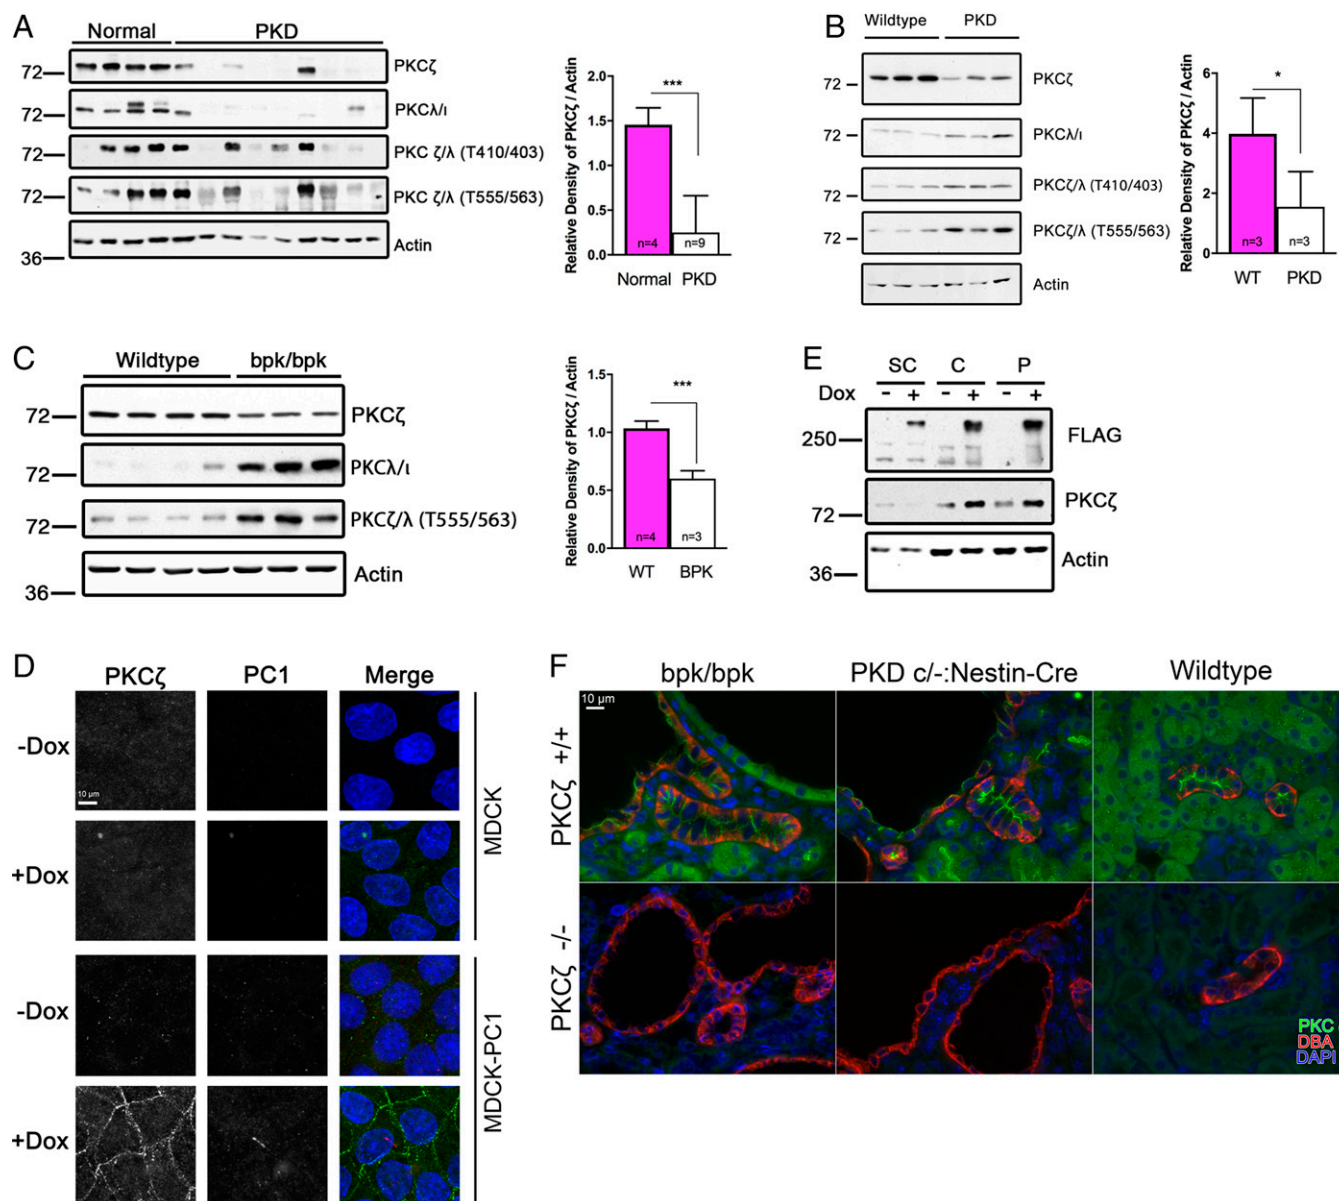 A
Normal PKD
72 PKCζ
72 PKCλ/ι
72 PKC ζ/λ (T410/403)
72 PKC ζ/λ (T555/563)
36 Actin
Relative Density of PKCζ / Actin
2.0
1.5
1.0
0.5
0.0
***
n=4 n=9
Normal PKD
B
Wildtype PKD
72 PKCζ
PKCλ/ι
72 PKCζ/λ (T410/403)
72 PKCζ/λ (T555/563)
Actin
Relative Density of PKCζ / Actin
6
4
2
0
*
n=3 n=3
WT PKD
C
Wildtype bpk/bpk
72 PKCζ
72 PKCλ/ι
72 PKCζ/λ (T555/563)
36 Actin
Relative Density of PKCζ / Actin
1.5
1.0
0.5
0.0
***
n=4 n=3
WT BPK
E
SC C P
Dox - + - + - +
250 FLAG
72 PKCζ
36 Actin
D
PKCζ PC1 Merge
-Dox
10 µm
+Dox
MDCK
-Dox
+Dox
MDCK-PC1
F
bpk/bpk PKD c/-:Nestin-Cre Wildtype
10 µm
PKCζ +/+
PKCζ -/-
PKC
DBA
DAPI